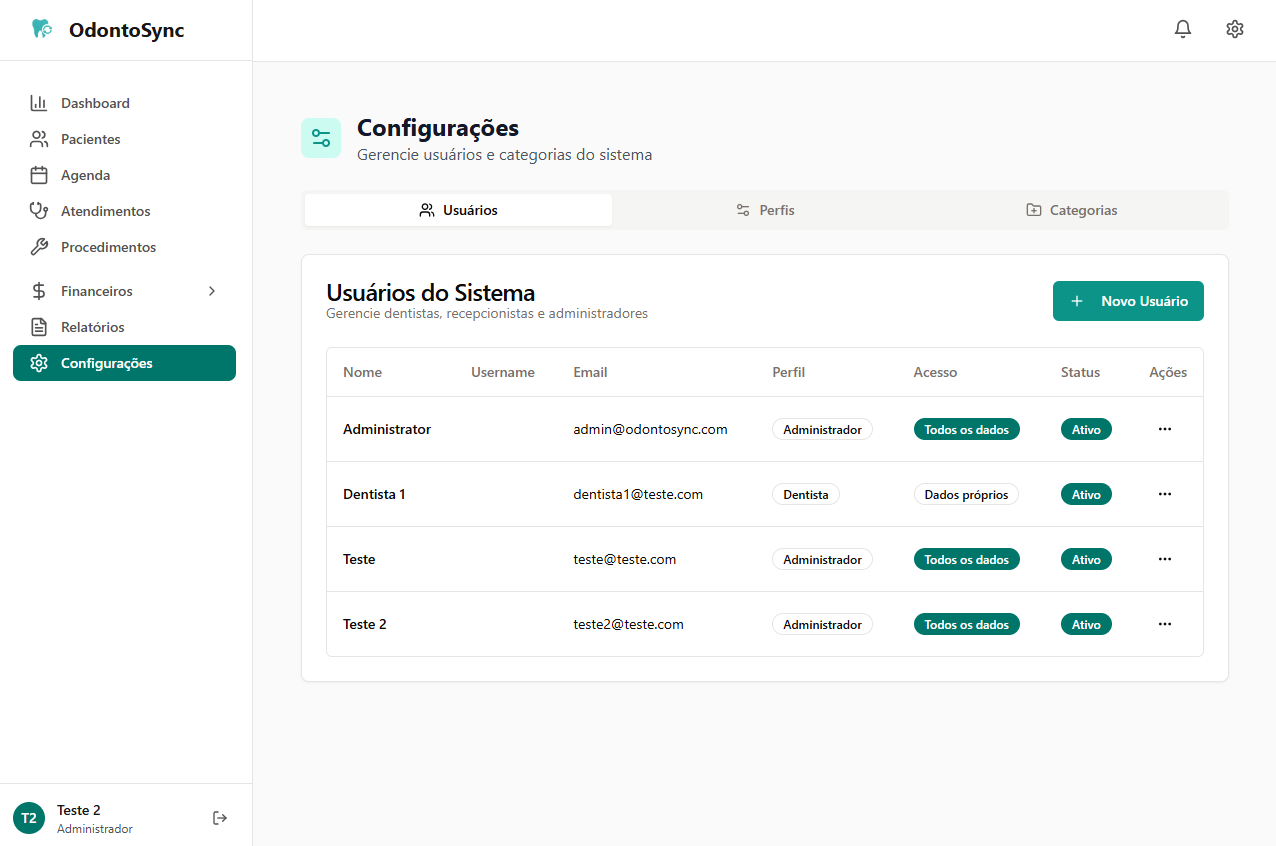 OdontoSync
Dashboard
Pacientes
Agenda
Atendimentos
Procedimentos
Financeiros
Relatórios
Configurações
T2
Teste 2
Administrador
Configurações
Gerencie usuários e categorias do sistema
Usuários Perfis Categorias
Usuários do Sistema
Gerencie dentistas, recepcionistas e administradores
Novo Usuário
Nome Username Email Perfil Acesso Status Ações
Administrator admin@odontosync.com Administrador Todos os dados Ativo
Dentista 1 dentista1@teste.com Dentista Dados próprios Ativo
Teste teste@teste.com Administrador Todos os dados Ativo
Teste 2 teste2@teste.com Administrador Todos os dados Ativo